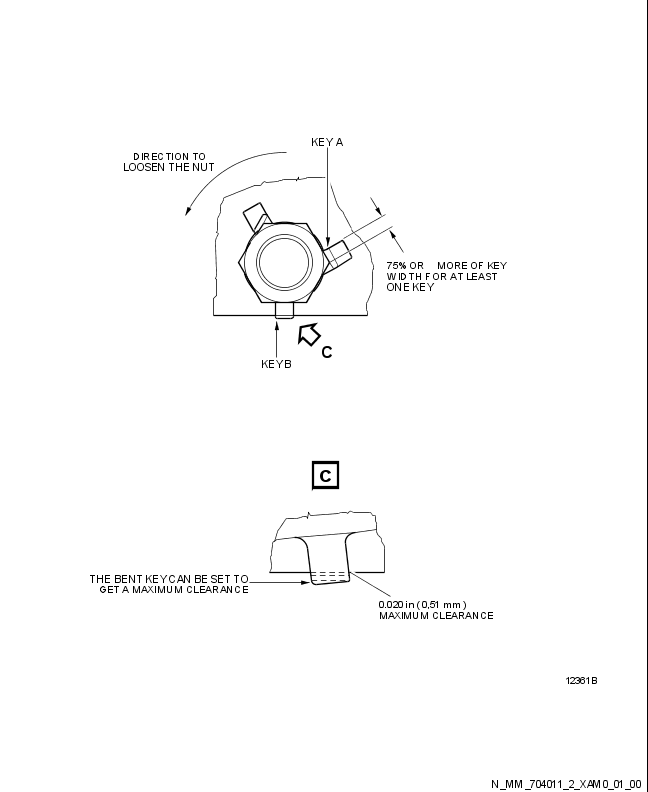 KEY A
DIRECTION TO
LOOSEN THE NUT
75% OR MORE OF KEY
WIDTH FOR AT LEAST
ONE KEY
C
KEY B
C
THE BENT KEY CAN BE SET TO
GET A MAXIMUM CLEARANCE
0.020 in (0,51 mm)
MAXIMUM CLEARANCE
12361B
N_MM_704011_2_XAM0_01_00